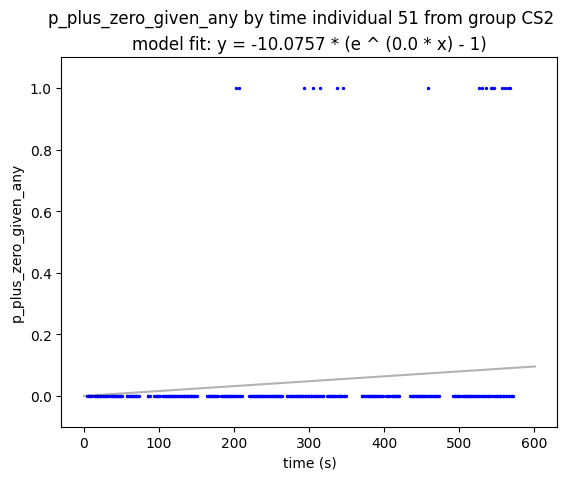 p_plus_zero_given_any by time individual 51 from group CS2
model fit: y = -10.0757 * (e ^ (0.0 * x) - 1)
1.0
0.8
0.6
0.4
0.2
0.0
p_plus_zero_given_any
0 100 200 300 400 500 600
time (s)